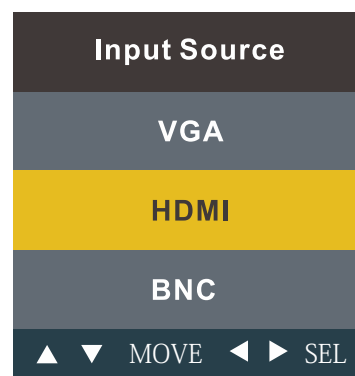 Input Source
VGA
HDMI
BNC
▲ ▼ MOVE ◀ ▶ SEL